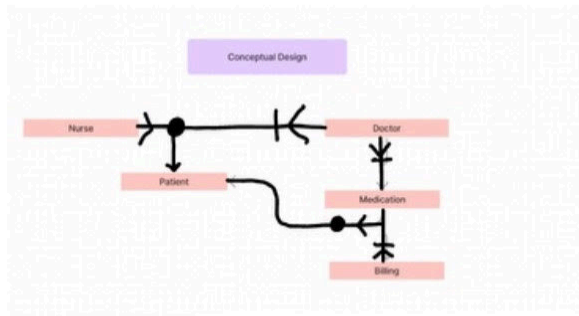 Conceptual Design
Nurse
Doctor
Patient
Medication
Billing